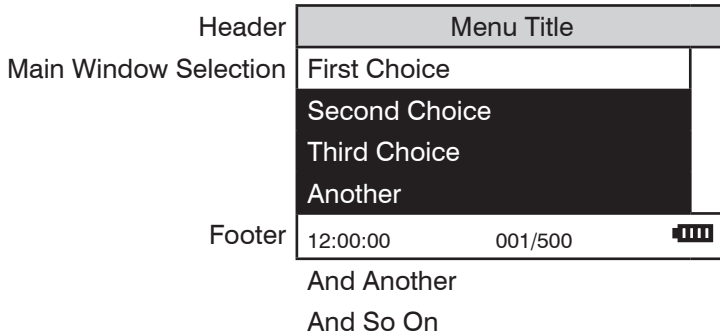 Header Menu Title
Main Window Selection First Choice
Second Choice
Third Choice
Another
Footer 12:00:00 001/500
And Another
And So On